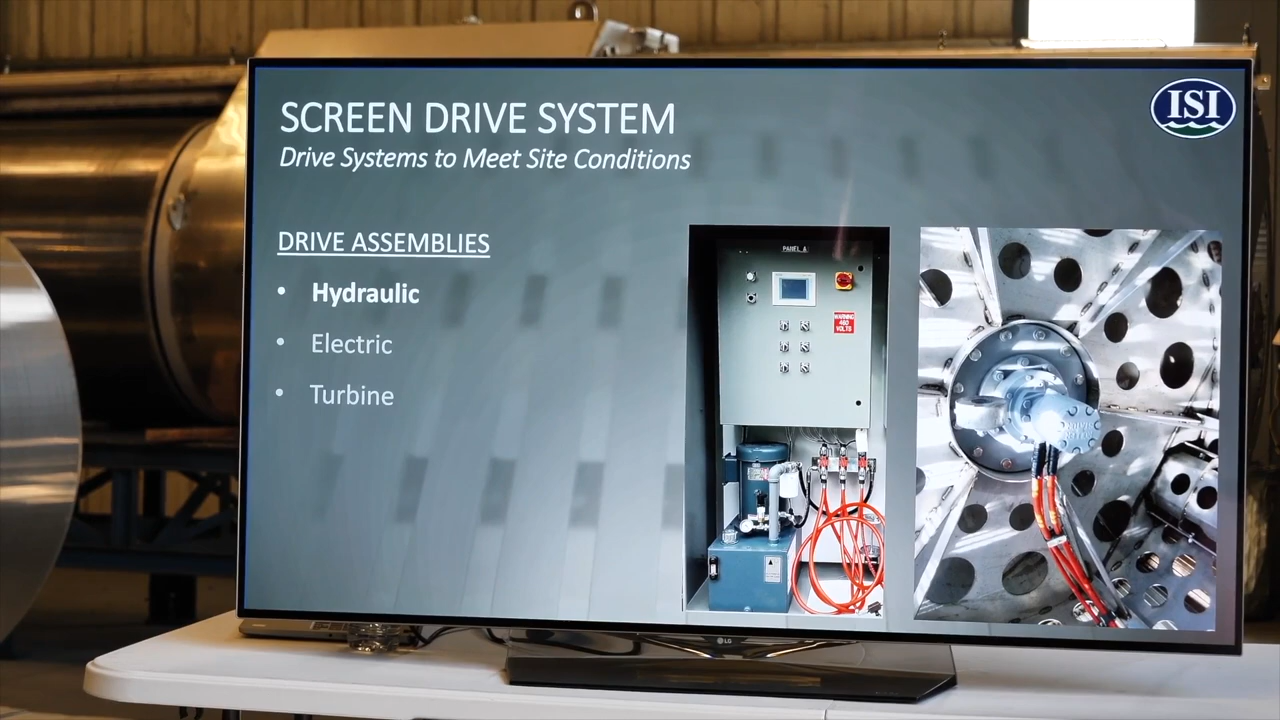 SCREEN DRIVE SYSTEM
Drive Systems to Meet Site Conditions
ISI
DRIVE ASSEMBLIES
• Hydraulic
• Electric
• Turbine
PANEL A
WARNING
480
VOLTS
LG